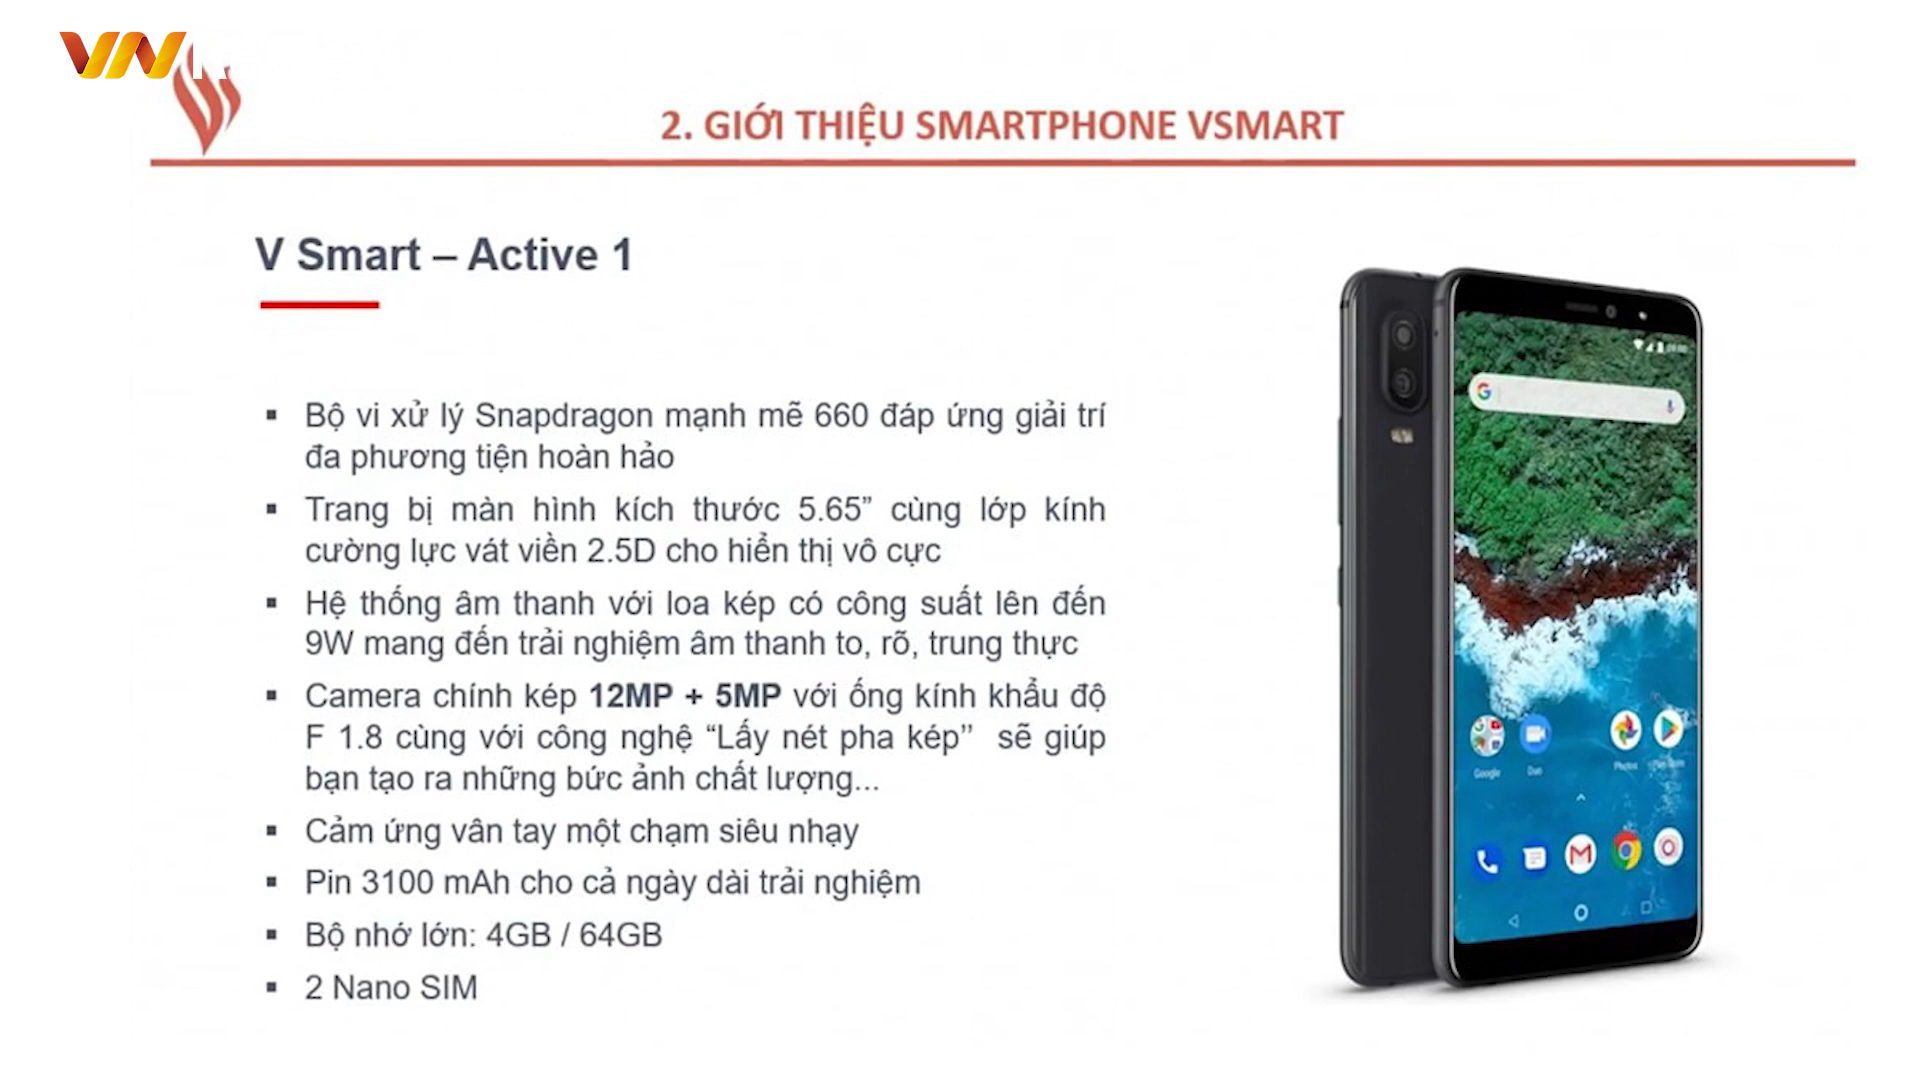 VN
2. GIỚI THIỆU SMARTPHONE VSMART
V Smart – Active 1
▪ Bộ vi xử lý Snapdragon mạnh mẽ 660 đáp ứng giải trí
đa phương tiện hoàn hảo
▪ Trang bị màn hình kích thước 5.65” cùng lớp kính
cường lực vát viền 2.5D cho hiển thị vô cực
▪ Hệ thống âm thanh với loa kép có công suất lên đến
9W mang đến trải nghiệm âm thanh to, rõ, trung thực
▪ Camera chính kép 12MP + 5MP với ống kính khẩu độ
F 1.8 cùng với công nghệ “Lấy nét pha kép” sẽ giúp
bạn tạo ra những bức ảnh chất lượng...
▪ Cảm ứng vân tay một chạm siêu nhạy
▪ Pin 3100 mAh cho cả ngày dài trải nghiệm
▪ Bộ nhớ lớn: 4GB / 64GB
▪ 2 Nano SIM
Google Duo Photos